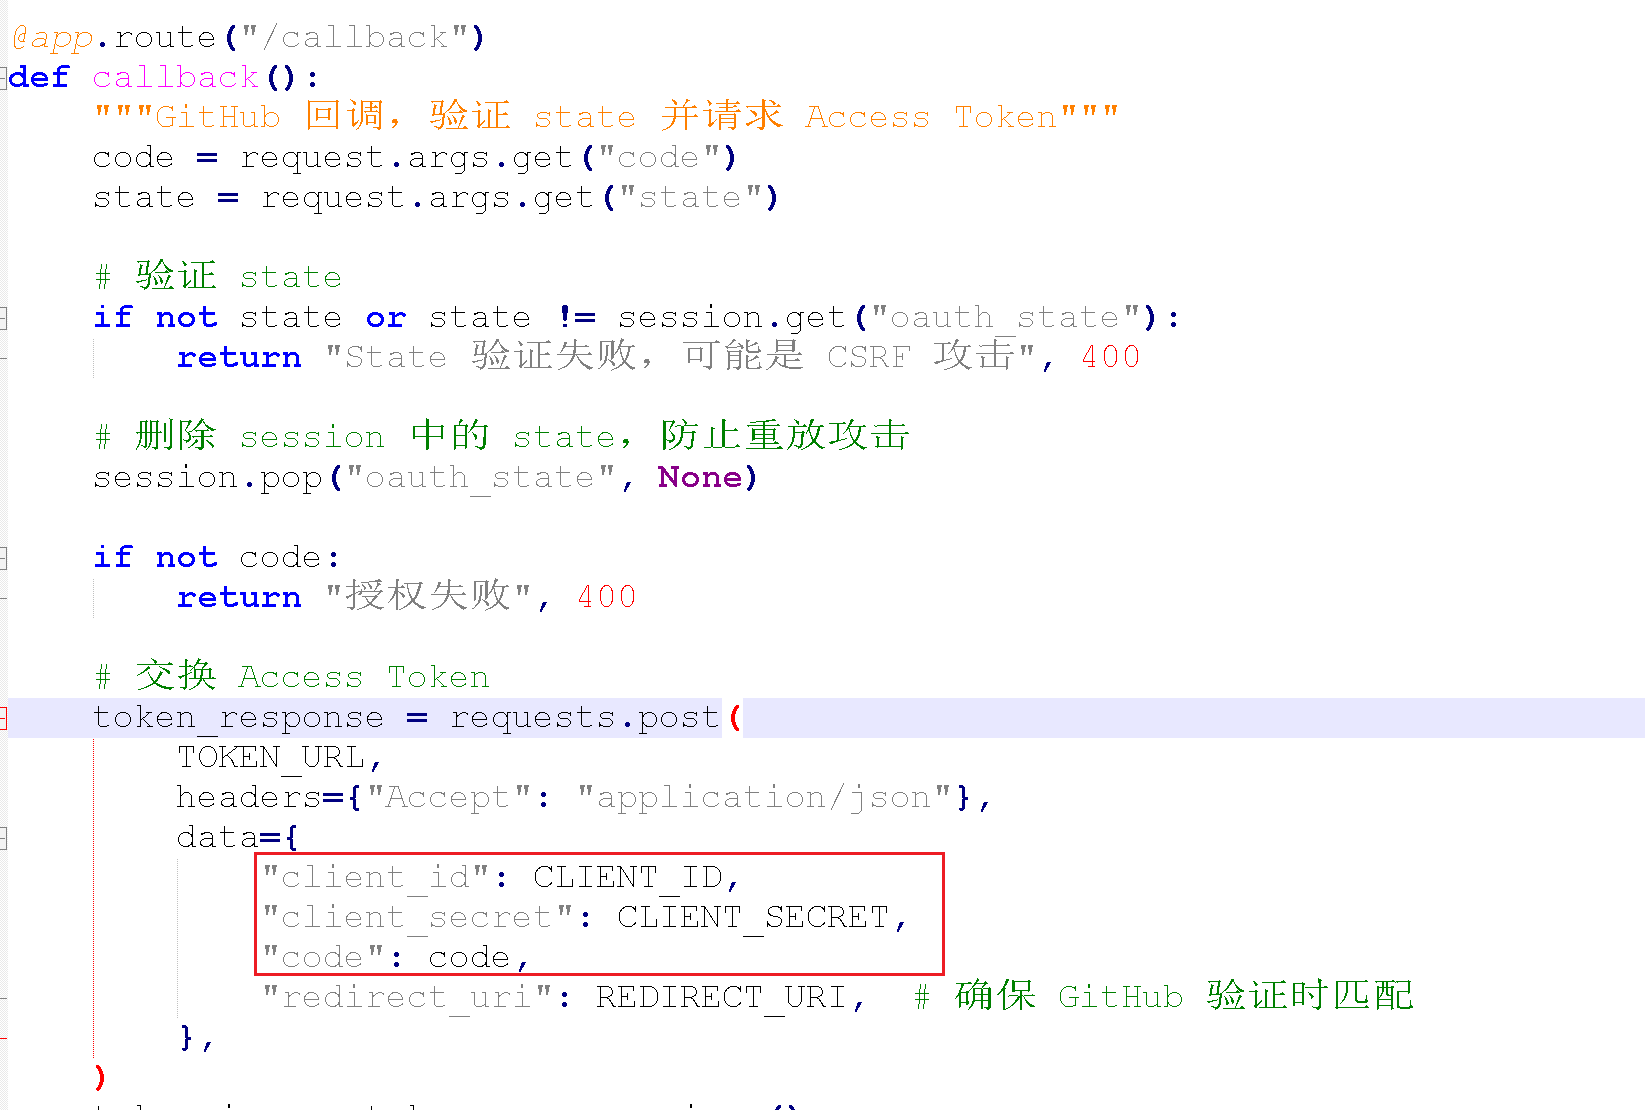 @app.route("/callback")
def callback():
    """GitHub 回调，验证 state 并请求 Access Token"""
    code = request.args.get("code")
    state = request.args.get("state")
    # 验证 state
    if not state or state != session.get("oauth_state"):
        return "State 验证失败，可能是 CSRF 攻击", 400
    # 删除 session 中的 state，防止重放攻击
    session.pop("oauth_state", None)
    if not code:
        return "授权失败", 400
    # 交换 Access Token
    token_response = requests.post(
        TOKEN_URL,
        headers={"Accept": "application/json"},
        data={
            "client_id": CLIENT_ID,
            "client_secret": CLIENT_SECRET,
            "code": code,
            "redirect_uri": REDIRECT_URI,  # 确保 GitHub 验证时匹配
        },
    )